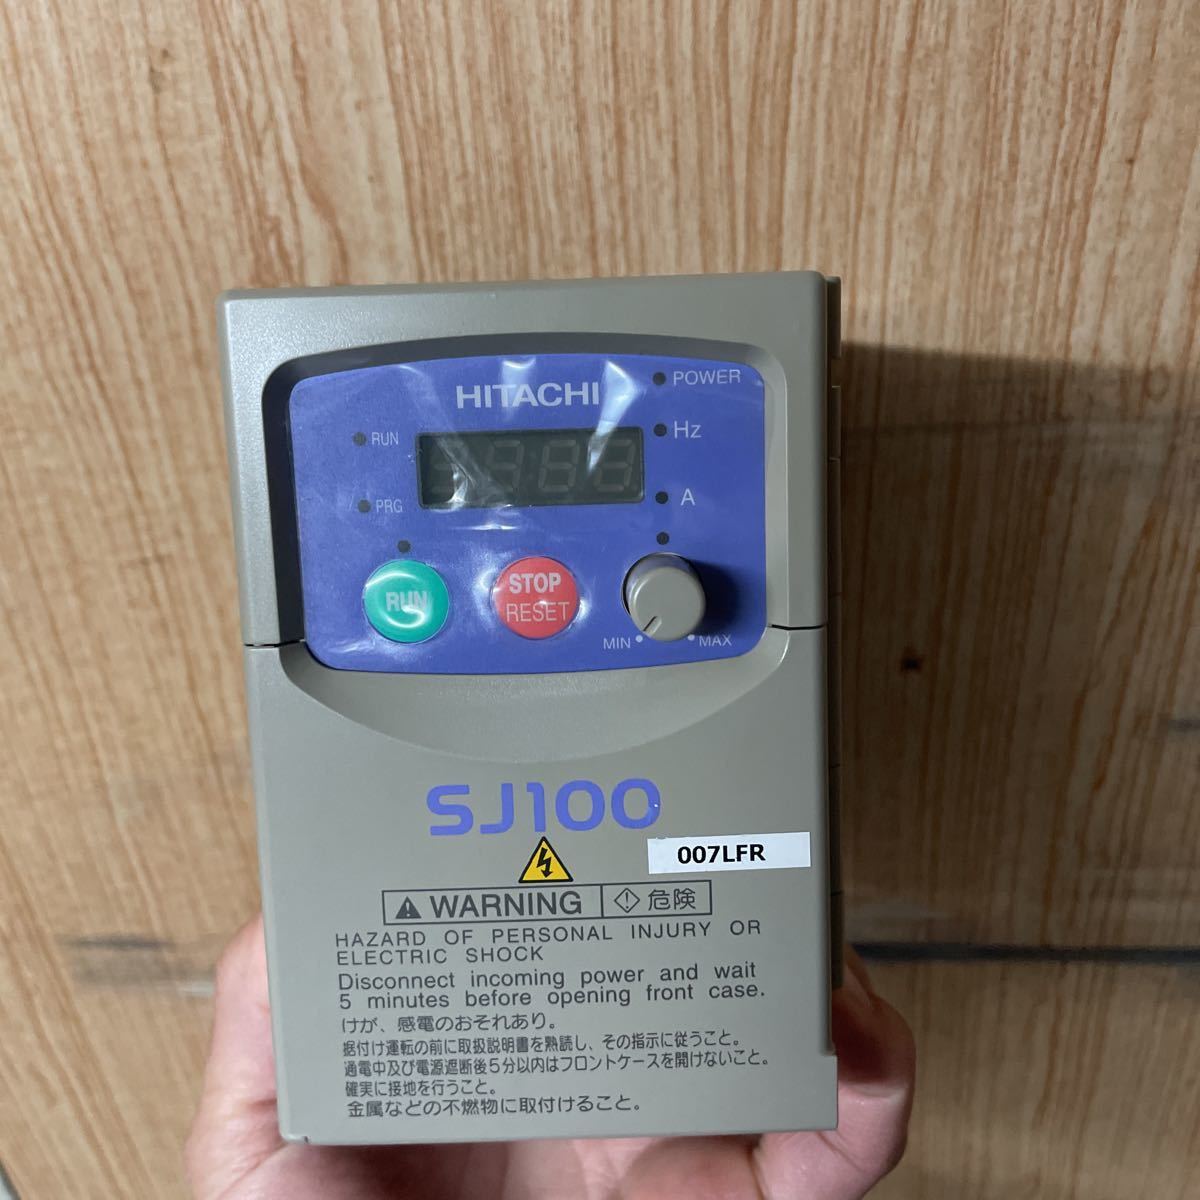 HITACHI
POWER
RUN
Hz
PRG
A
RUN
STOP
RESET
MIN
MAX
SJ100
007LFR
WARNING
危険
HAZARD OF PERSONAL INJURY OR
ELECTRIC SHOCK
Disconnect incoming power and wait
5 minutes before opening front case.
けが、感電のおそれあり。
据付け運転の前に取扱説明書を熟読し、その指示に従うこと。
通電中及び電源遮断後5分以内はフロントケースを開けないこと。
確実に接地を行うこと。
金属などの不燃物に取付けること。